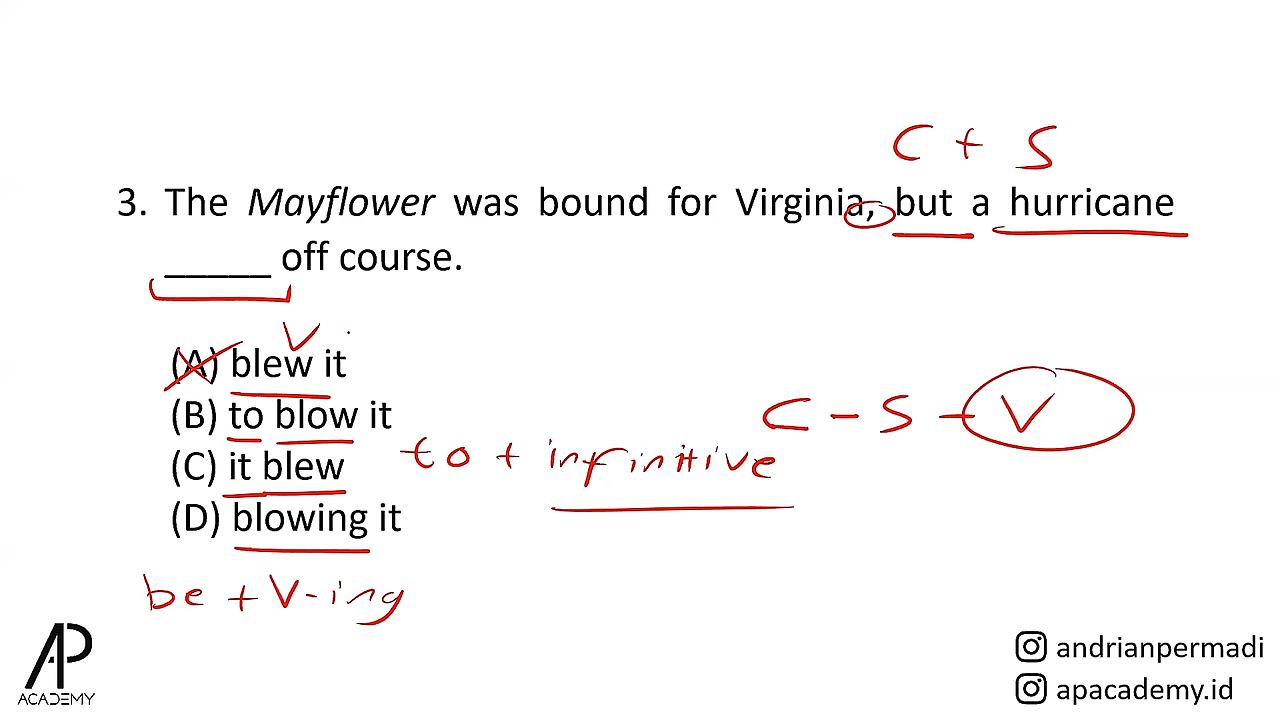 C + S
3. The Mayflower was bound for Virginia, but a hurricane
_____ off course.
V
(A) blew it
(B) to blow it
C - S - V
(C) it blew
to + infinitive
(D) blowing it
be + V-ing
AP
ACADEMY
andrianpermadi
apacademy.id